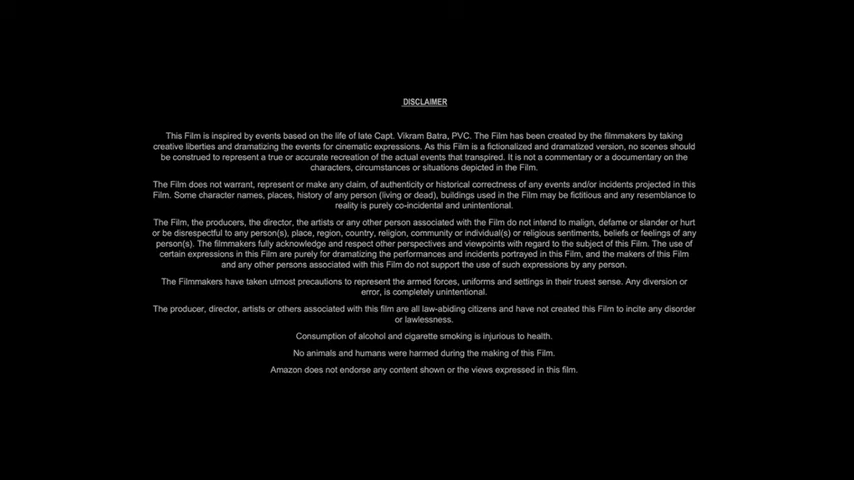 DISCLAIMER
This Film is inspired by events based on the life of late Capt. Vikram Batra, PVC. The Film has been created by the filmmakers by taking
creative liberties and dramatizing the events for cinematic expressions. As this Film is a fictionalized and dramatized version, no scenes should
be construed to represent a true or accurate recreation of the actual events that transpired. It is not a commentary or a documentary on the
characters, circumstances or situations depicted in the Film.
The Film does not warrant, represent or make any claim, of authenticity or historical correctness of any events and/or incidents projected in this
Film. Some character names, places, history of any person (living or dead), buildings used in the Film may be fictitious and any resemblance to
reality is purely co-incidental and unintentional.
The Film, the producers, the director, the artists or any other person associated with the Film do not intend to malign, defame or slander or hurt
or be disrespectful to any person(s), place, region, country, religion, community or individual(s) or religious sentiments, beliefs or feelings of any
person(s). The filmmakers fully acknowledge and respect other perspectives and viewpoints with regard to the subject of this Film. The use of
certain expressions in this Film are purely for dramatizing the performances and incidents portrayed in this Film, and the makers of this Film
and any other persons associated with this Film do not support the use of such expressions by any person.
The Filmmakers have taken utmost precautions to represent the armed forces, uniforms and settings in their truest sense. Any diversion or
error, is completely unintentional.
The producer, director, artists or others associated with this film are all law-abiding citizens and have not created this Film to incite any disorder
or lawlessness.
Consumption of alcohol and cigarette smoking is injurious to health.
No animals and humans were harmed during the making of this Film.
Amazon does not endorse any content shown or the views expressed in this film.